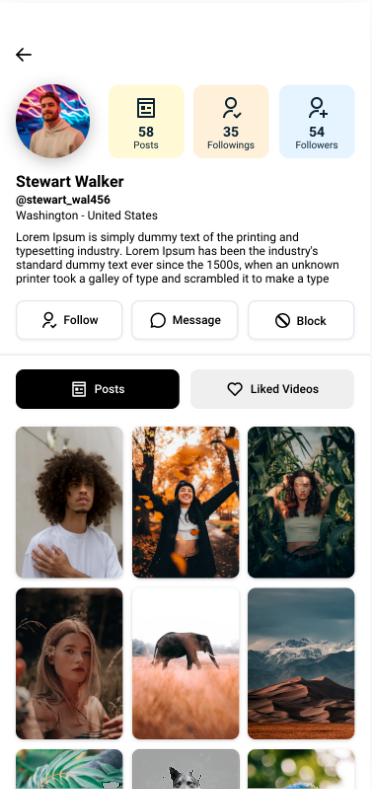 58
Posts
35
Followings
54
Followers
Stewart Walker
@stewart_wal456
Washington - United States
Lorem Ipsum is simply dummy text of the printing and
typesetting industry. Lorem Ipsum has been the industry's
standard dummy text ever since the 1500s, when an unknown
printer took a galley of type and scrambled it to make a type
Follow
Message
Block
Posts
Liked Videos